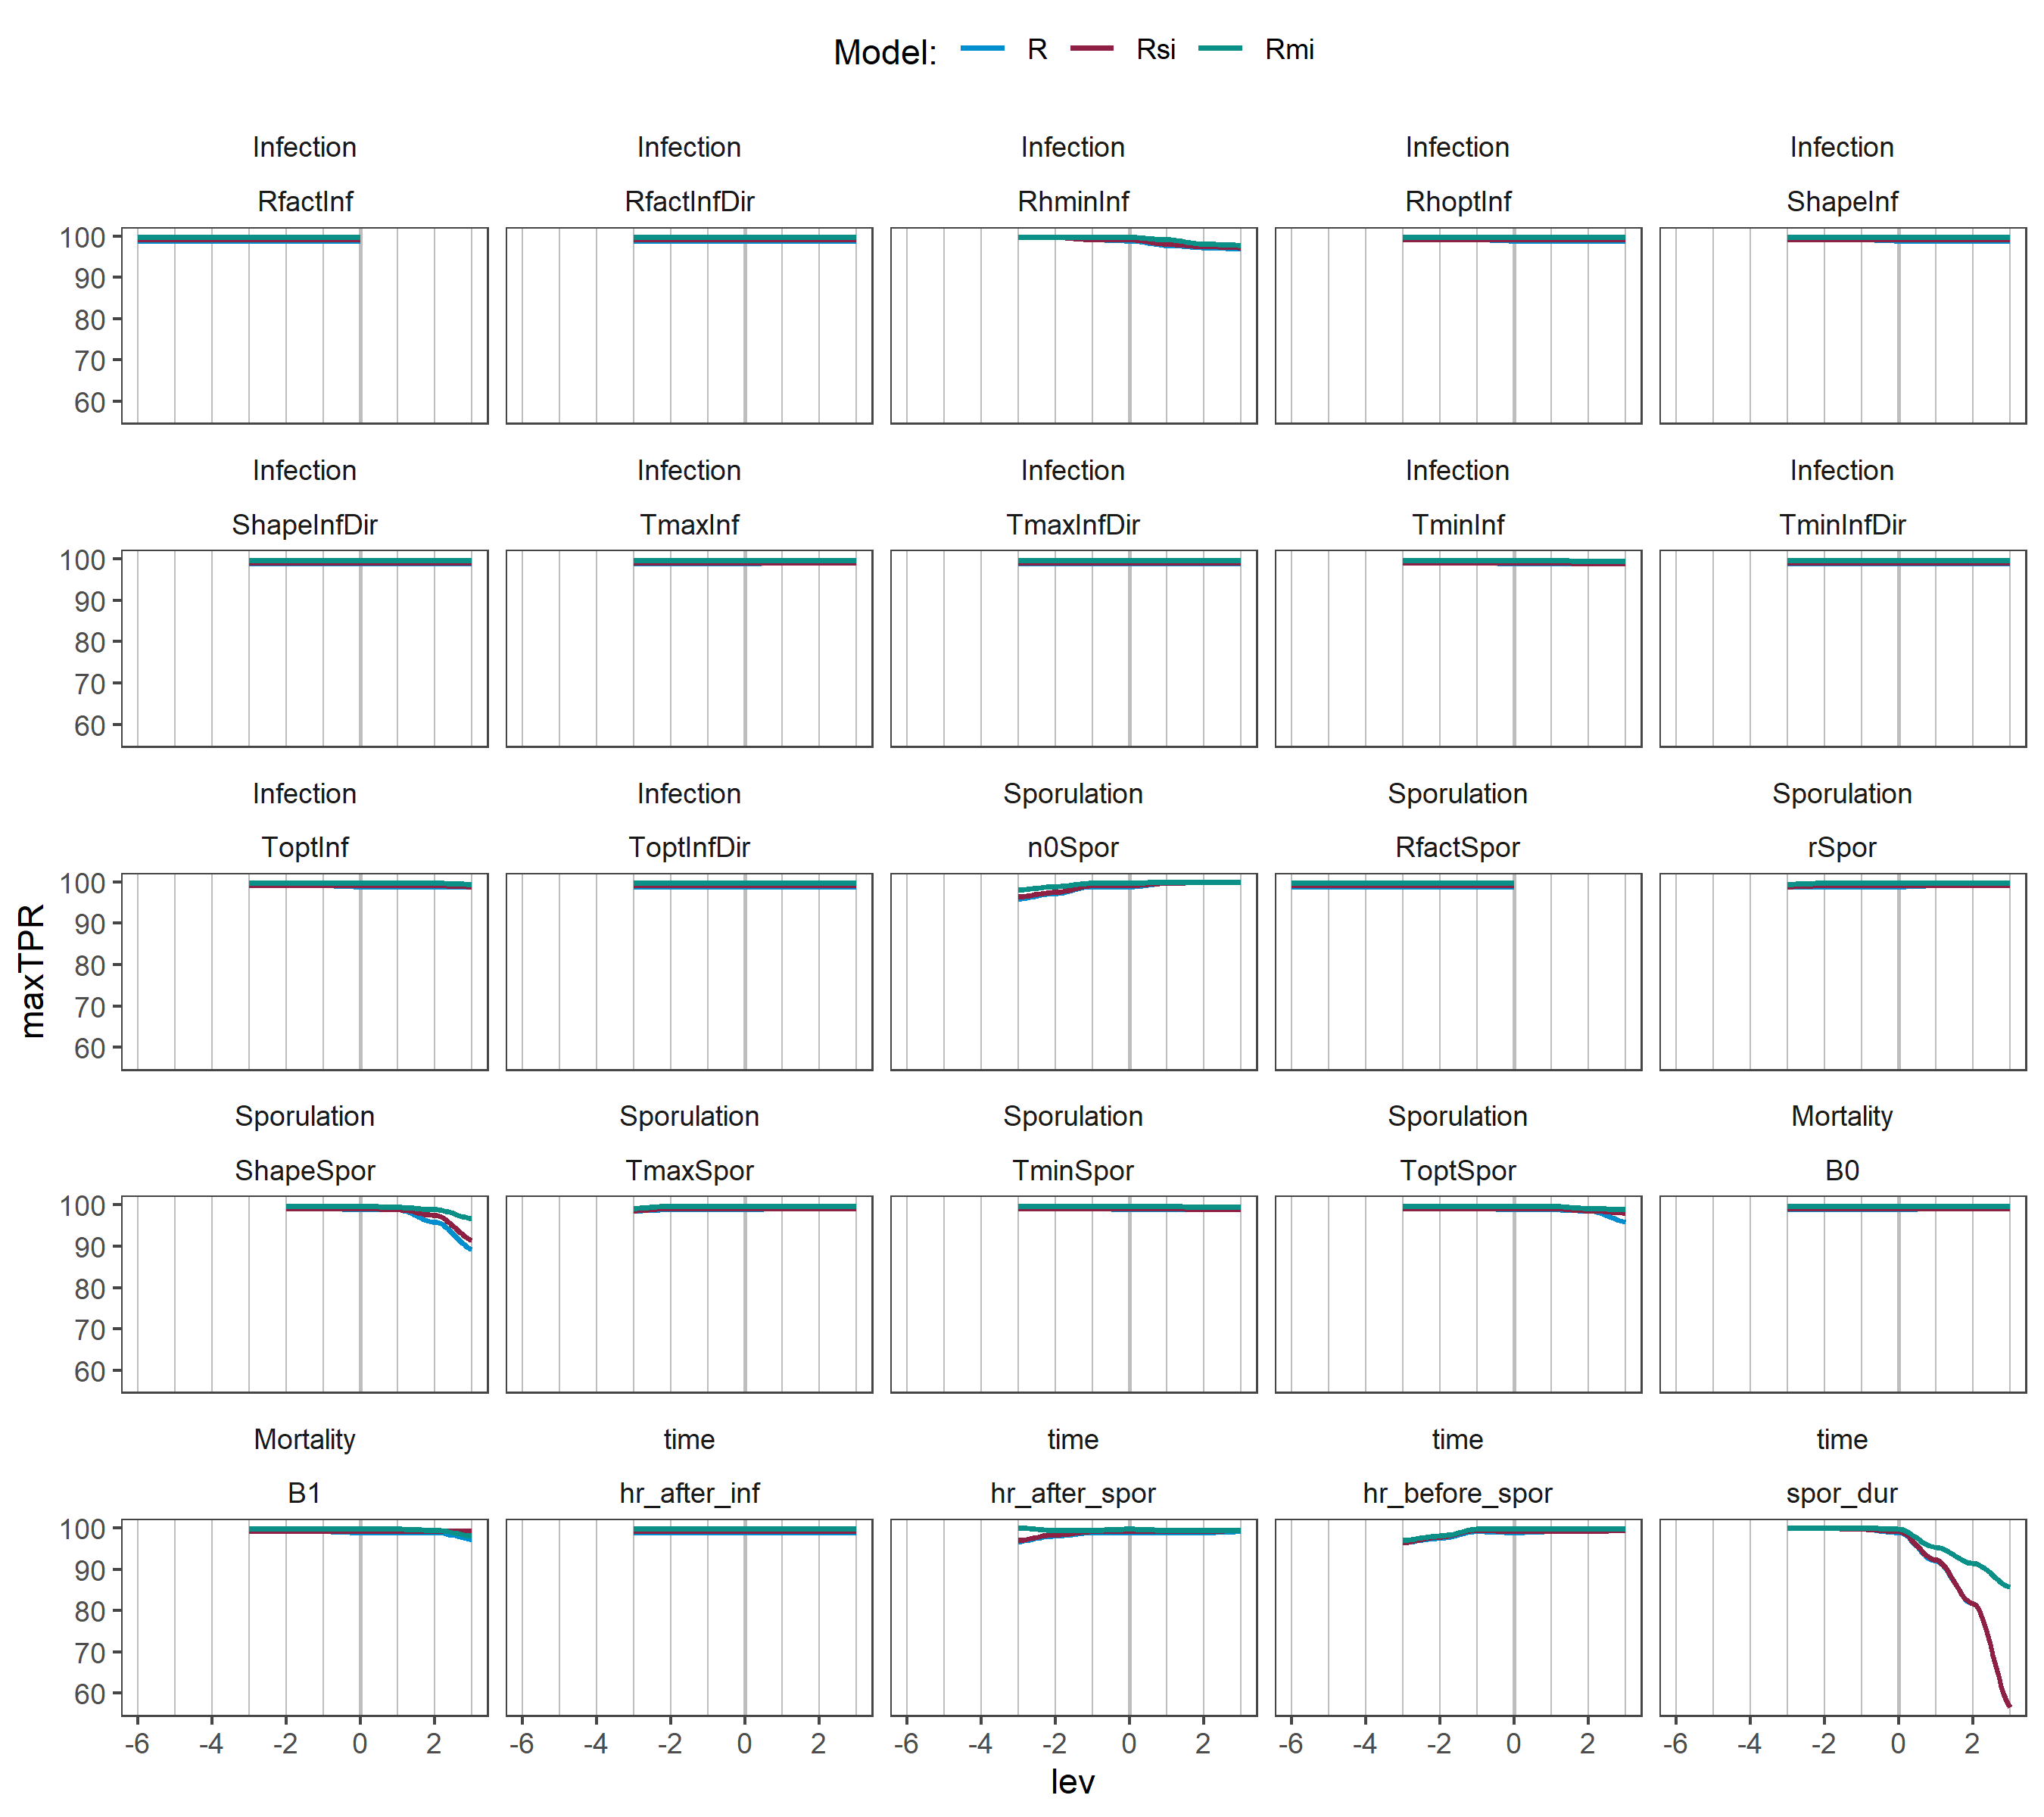 Model: R Rsi Rmi
Infection Infection Infection Infection Infection
RfactInf RfactInfDir RhminInf RhoptInf ShapeInf
100
90
80
70
60
Infection Infection Infection Infection Infection
ShapeInfDir TmaxInf TmaxInfDir TminInf TminInfDir
100
90
80
70
60
Infection Infection Sporulation Sporulation Sporulation
ToptInf ToptInfDir n0Spor RfactSpor rSpor
100
90
80
70
60
maxTPR
Sporulation Sporulation Sporulation Sporulation Mortality
ShapeSpor TmaxSpor TminSpor ToptSpor B0
100
90
80
70
60
Mortality time time time time
B1 hr_after_inf hr_after_spor hr_before_spor spor_dur
100
90
80
70
60
-6 -4 -2 0 2 -6 -4 -2 0 2 -6 -4 -2 0 2 -6 -4 -2 0 2 -6 -4 -2 0 2
lev